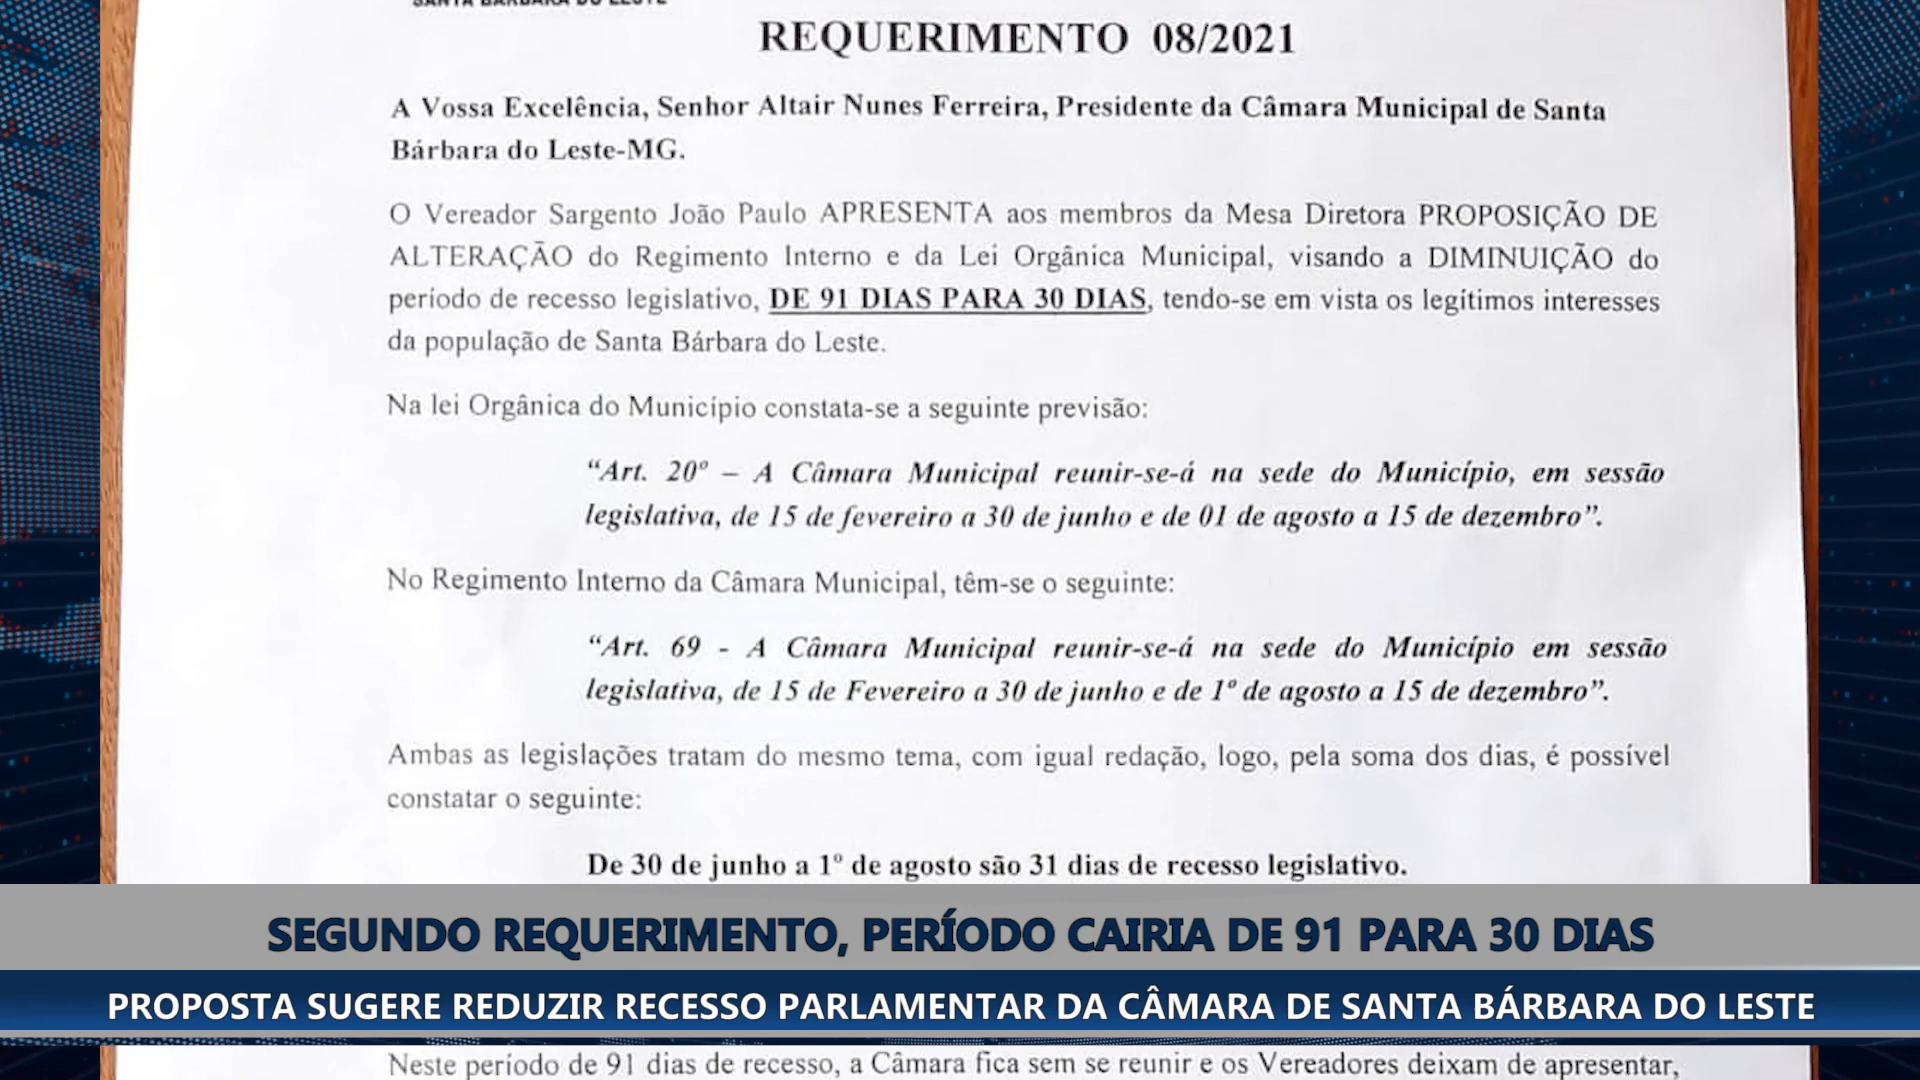 SANTA BÁRBARA DO LESTE
REQUERIMENTO 08/2021
A Vossa Excelência, Senhor Altair Nunes Ferreira, Presidente da Câmara Municipal de Santa
Bárbara do Leste-MG.
O Vereador Sargento João Paulo APRESENTA aos membros da Mesa Diretora PROPOSIÇÃO DE
ALTERAÇÃO do Regimento Interno e da Lei Orgânica Municipal, visando a DIMINUIÇÃO do
período de recesso legislativo, DE 91 DIAS PARA 30 DIAS, tendo-se em vista os legítimos interesses
da população de Santa Bárbara do Leste.
Na lei Orgânica do Município constata-se a seguinte previsão:
“Art. 20º – A Câmara Municipal reunir-se-á na sede do Município, em sessão
legislativa, de 15 de fevereiro a 30 de junho e de 01 de agosto a 15 de dezembro”.
No Regimento Interno da Câmara Municipal, têm-se o seguinte:
“Art. 69 - A Câmara Municipal reunir-se-á na sede do Município em sessão
legislativa, de 15 de Fevereiro a 30 de junho e de 1º de agosto a 15 de dezembro”.
Ambas as legislações tratam do mesmo tema, com igual redação, logo, pela soma dos dias, é possível
constatar o seguinte:
De 30 de junho a 1º de agosto são 31 dias de recesso legislativo.
SEGUNDO REQUERIMENTO, PERÍODO CAIRIA DE 91 PARA 30 DIAS
PROPOSTA SUGERE REDUZIR RECESSO PARLAMENTAR DA CÂMARA DE SANTA BÁRBARA DO LESTE
Neste período de 91 dias de recesso, a Câmara fica sem se reunir e os Vereadores deixam de apresentar,